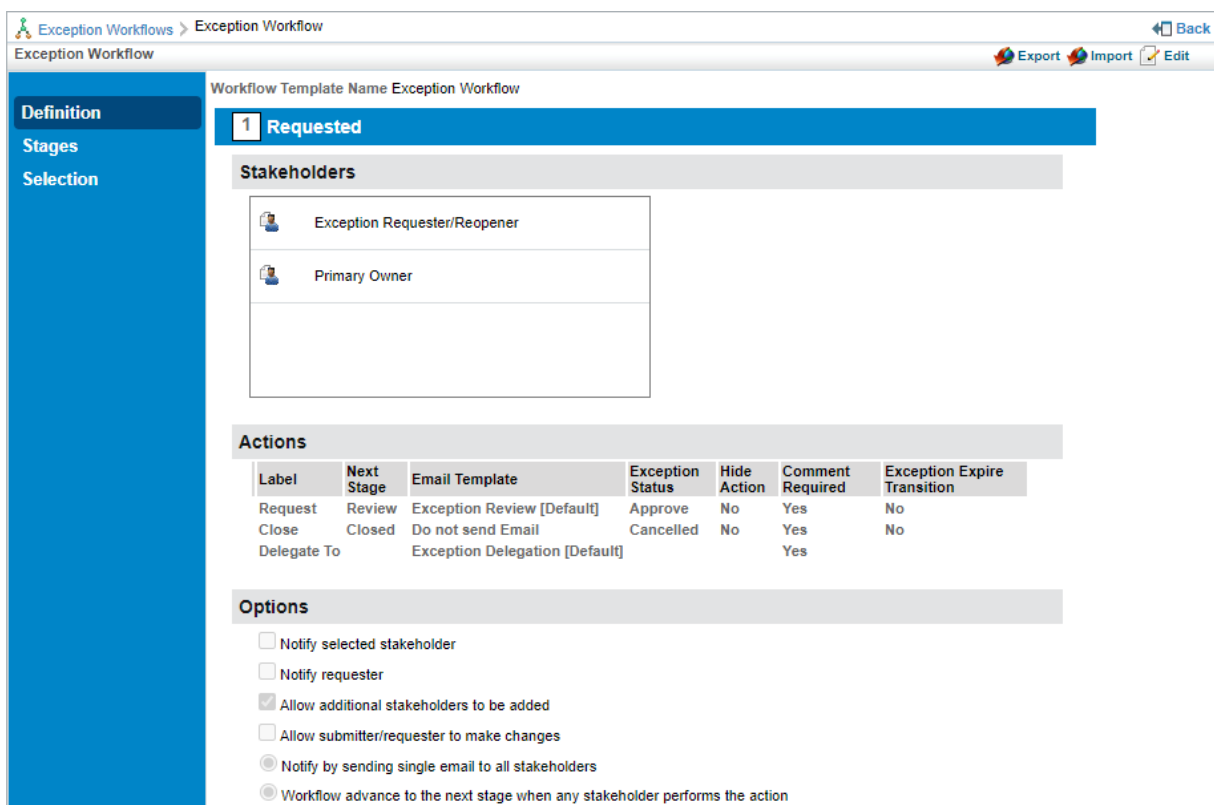 Exception Workflows > Exception Workflow
Back
Exception Workflow
Export Import Edit
Workflow Template Name Exception Workflow
Definition
Stages
Selection
1 Requested
Stakeholders
Exception Requester/Reopener
Primary Owner
Actions
Label Next Stage Email Template Exception Status Hide Action Comment Required Exception Expire Transition
Request Review Exception Review [Default] Approve No Yes No
Close Closed Do not send Email Cancelled No Yes No
Delegate To Exception Delegation [Default] Yes
Options
Notify selected stakeholder
Notify requester
Allow additional stakeholders to be added
Allow submitter/requester to make changes
Notify by sending single email to all stakeholders
Workflow advance to the next stage when any stakeholder performs the action